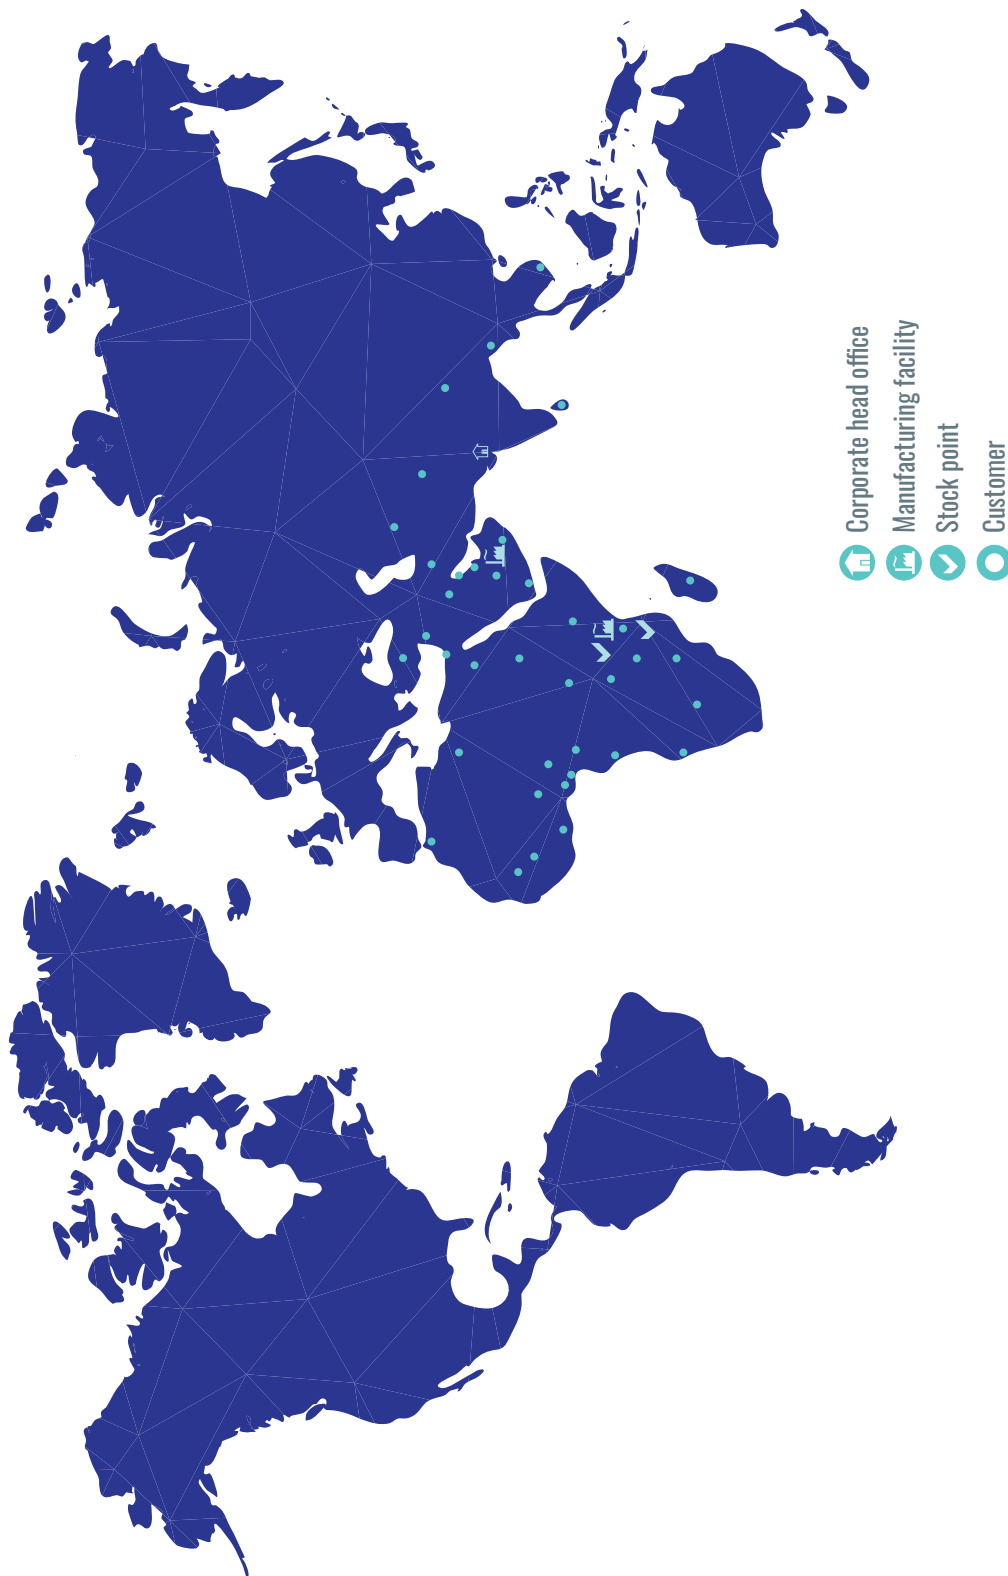 Corporate head office
Manufacturing facility
Stock point
Customer